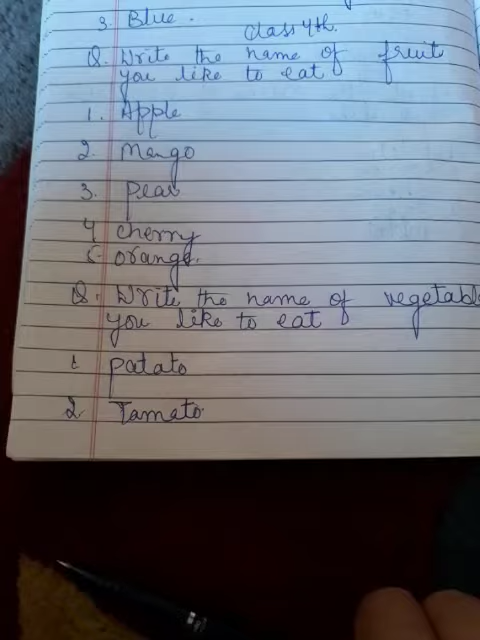 3. Blue.
Class 4th.
Q. Write the name of fruit
you like to eat
1. Apple
2. Mango
3. pear
4 cherry
5. orange.
Q. Write the name of vegetabl
you like to eat
1 patato
2. Tamato